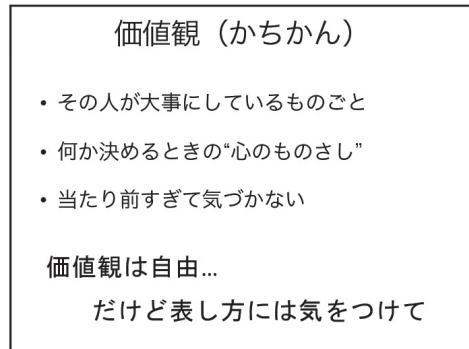 価値観（かちかん）
• その人が大事にしているものごと
• 何か決めるときの“心のものさし”
• 当たり前すぎて気づかない
価値観は自由...
だけど表し方には気をつけて